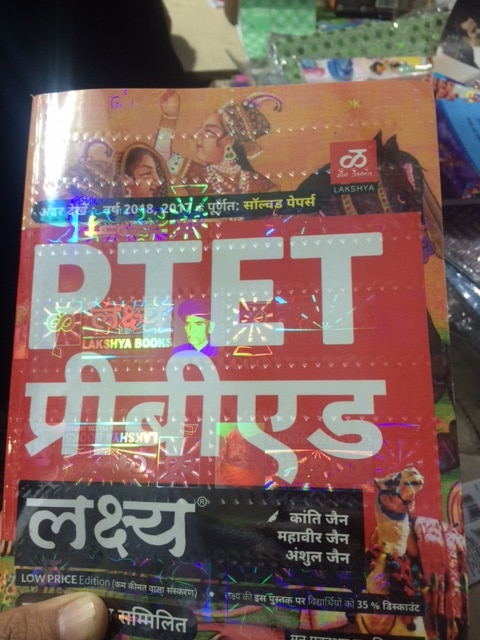 लक्ष्य
LAKSHYA
अंदर देखें : वर्ष 2018, 2017 के पूर्णत: सॉल्वड पेपर्स
PTET
LAKSHYA BOOKS
प्रीबीएड
लक्ष्य®
कांति जैन
महावीर जैन
अंशुल जैन
LOW PRICE Edition (कम कीमत वाला संस्करण)
लक्ष्य की इस पुस्तक पर विद्यार्थियों को 35 % डिस्काउंट
सम्मिलित